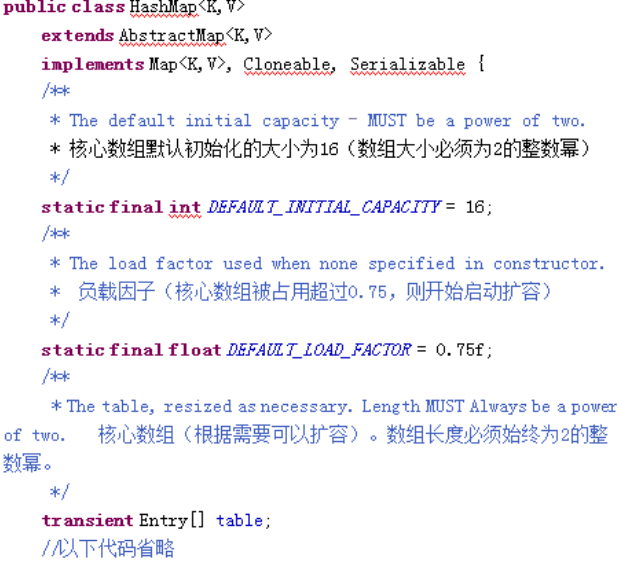 public class HashMap<K,V>
extends AbstractMap<K,V>
implements Map<K,V>, Cloneable, Serializable {
/**
* The default initial capacity - MUST be a power of two.
* 核心数组默认初始化的大小为16（数组大小必须为2的整数幂）
*/
static final int DEFAULT_INITIAL_CAPACITY = 16;
/**
* The load factor used when none specified in constructor.
* 负载因子（核心数组被占用超过0.75，则开始启动扩容）
*/
static final float DEFAULT_LOAD_FACTOR = 0.75f;
/**
* The table, resized as necessary. Length MUST Always be a power
of two. 核心数组（根据需要可以扩容）。数组长度必须始终为2的整
数幂。
*/
transient Entry[] table;
//以下代码省略